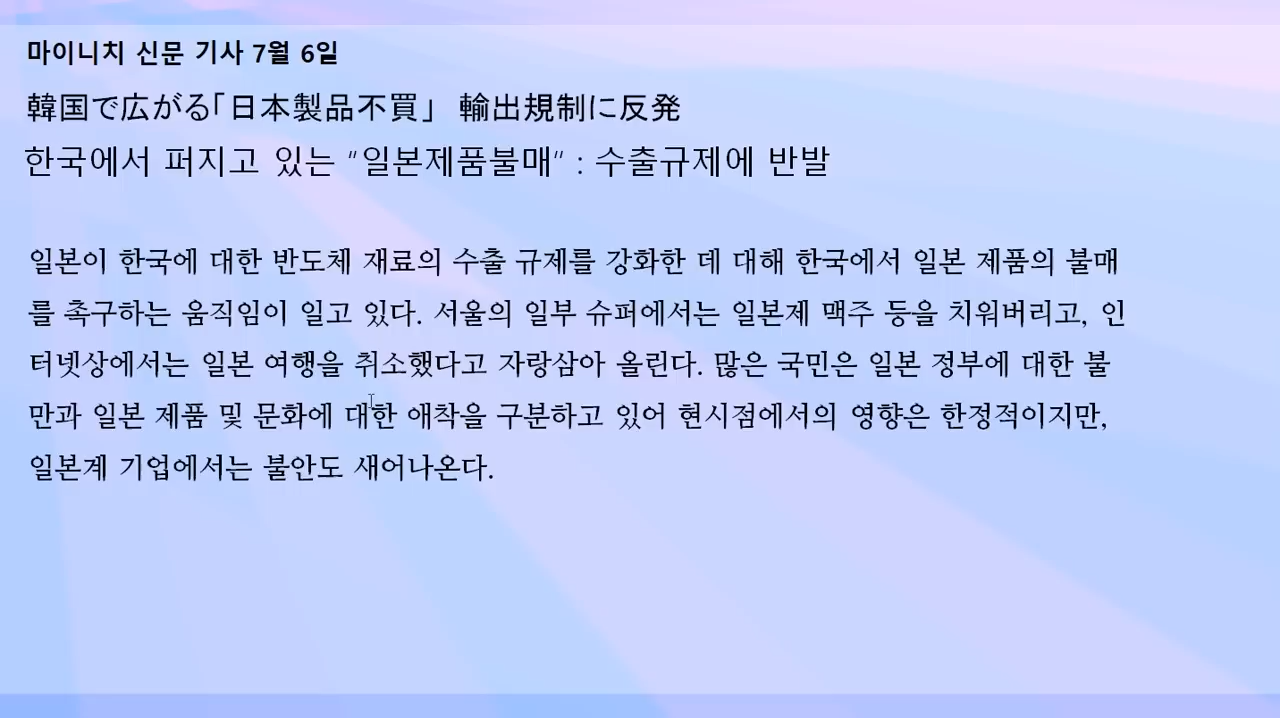 마이니치 신문 기사 7월 6일
韓国で広がる「日本製品不買」 輸出規制に反発
한국에서 퍼지고 있는 "일본제품불매" : 수출규제에 반발
일본이 한국에 대한 반도체 재료의 수출 규제를 강화한 데 대해 한국에서 일본 제품의 불매
를 촉구하는 움직임이 일고 있다. 서울의 일부 슈퍼에서는 일본제 맥주 등을 치워버리고, 인
터넷상에서는 일본 여행을 취소했다고 자랑삼아 올린다. 많은 국민은 일본 정부에 대한 불
만과 일본 제품 및 문화에 대한 애착을 구분하고 있어 현시점에서의 영향은 한정적이지만,
일본계 기업에서는 불안도 새어나온다.